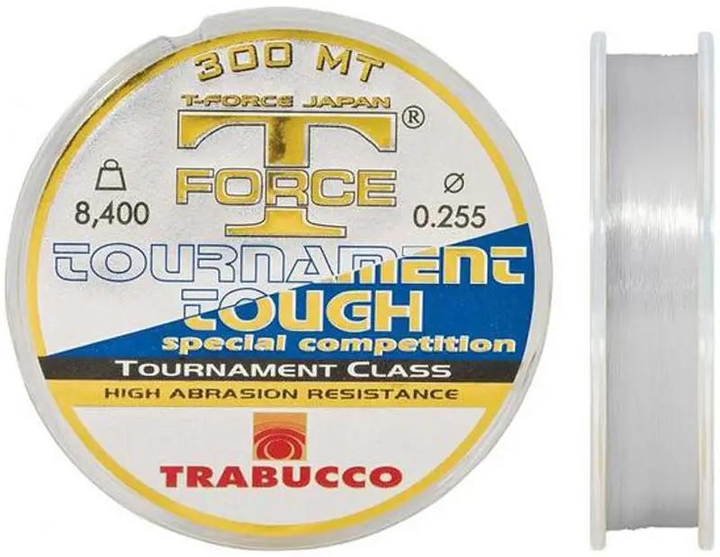 300 MT
T-FORCE JAPAN
T ®
FORCE
8,400
Ø 0.255
TOURNAMENT
TOUGH
special competition
TOURNAMENT CLASS
HIGH ABRASION RESISTANCE
TRABUCCO